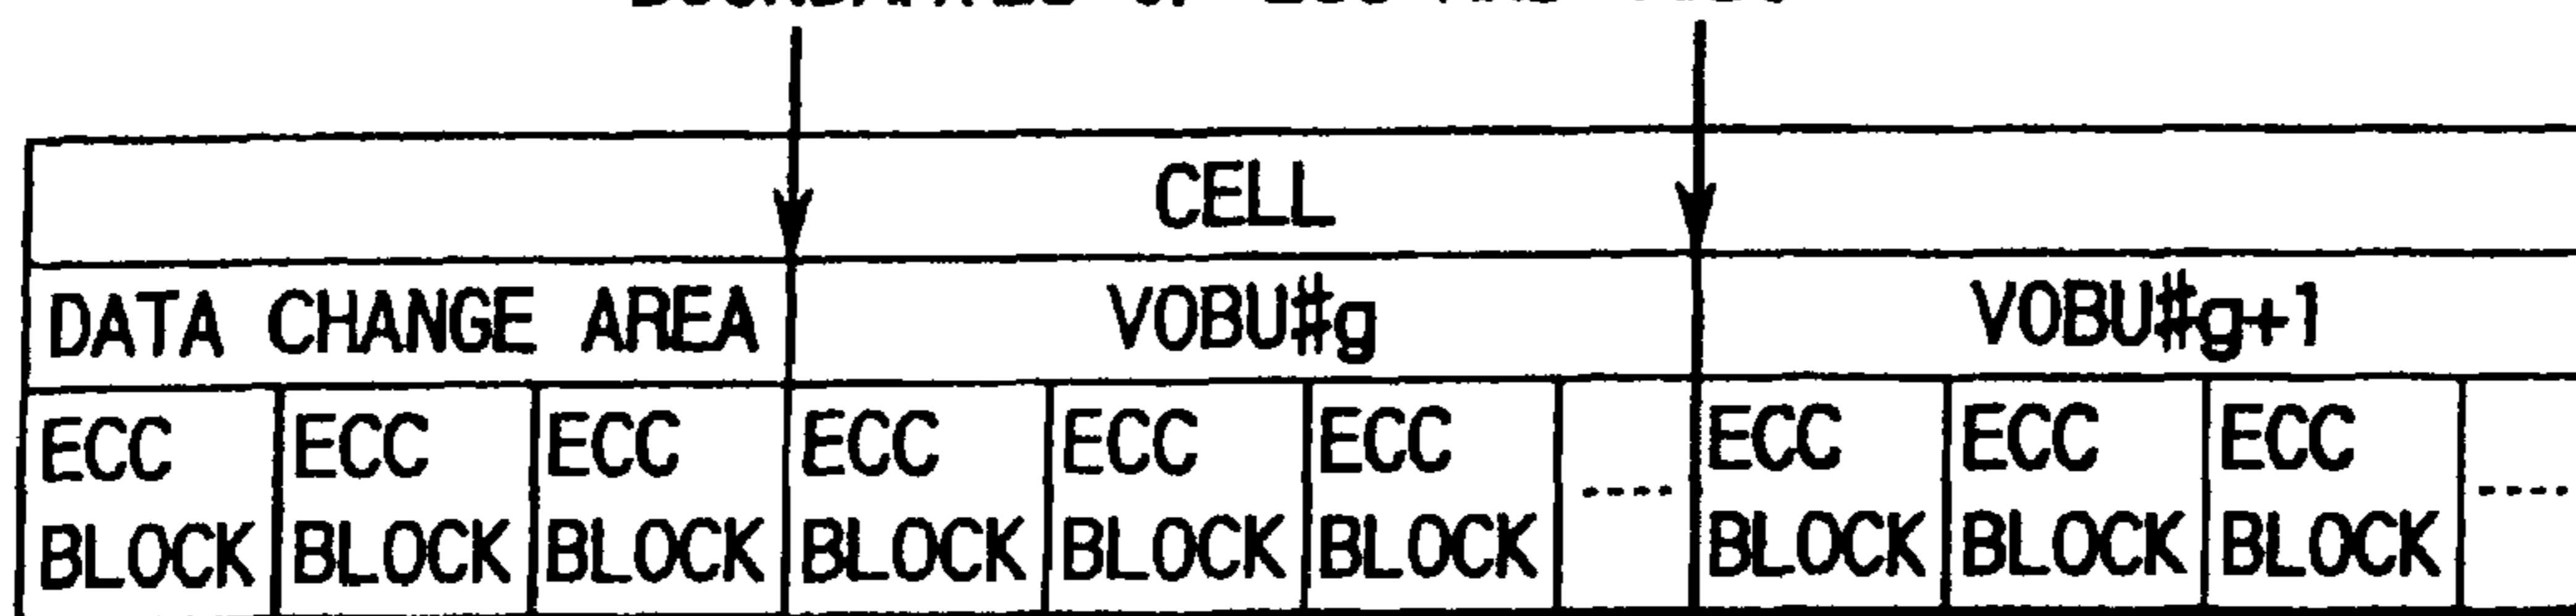 CELL
DATA CHANGE AREA VOBU#g VOBU#g+1
ECC ECC ECC ECC ECC ECC ---- ECC ECC ECC ----
BLOCK BLOCK BLOCK BLOCK BLOCK BLOCK BLOCK BLOCK BLOCK